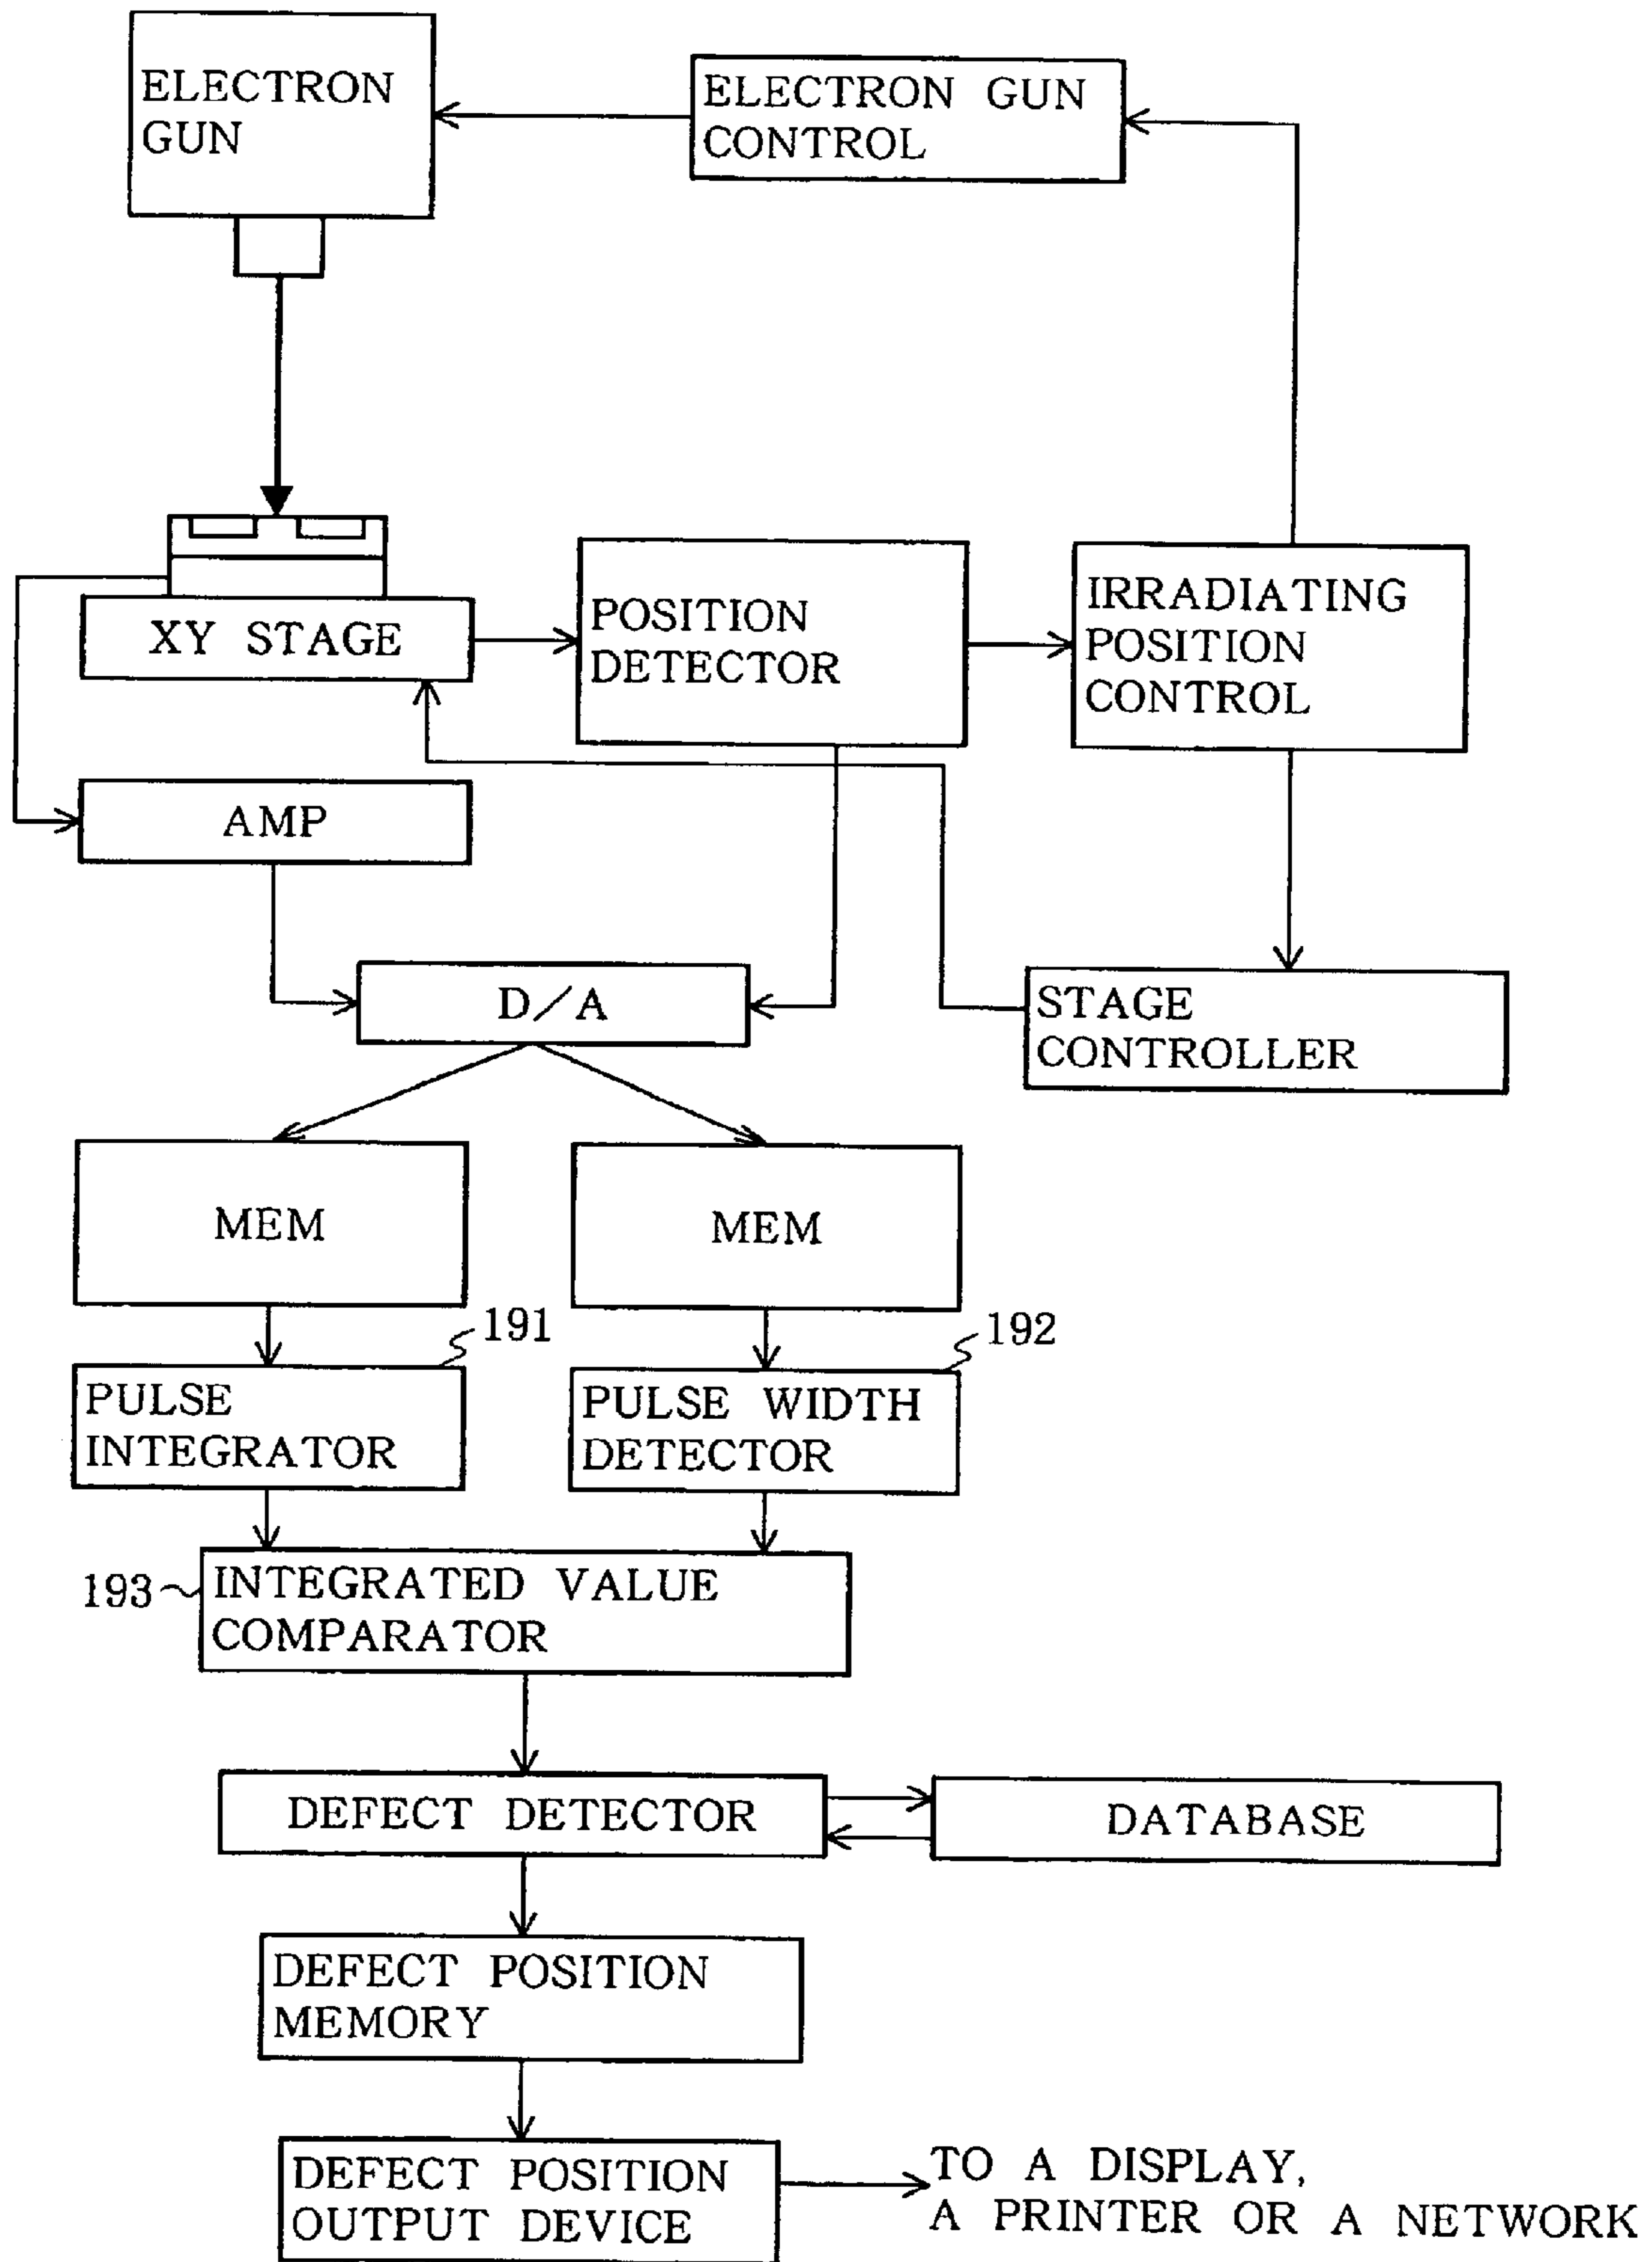 ELECTRON
GUN
ELECTRON GUN
CONTROL
XY STAGE
POSITION
DETECTOR
IRRADIATING
POSITION
CONTROL
AMP
D/A
STAGE
CONTROLLER
MEM
MEM
191
192
PULSE
INTEGRATOR
PULSE WIDTH
DETECTOR
193
INTEGRATED VALUE
COMPARATOR
DEFECT DETECTOR
DATABASE
DEFECT POSITION
MEMORY
DEFECT POSITION
OUTPUT DEVICE
TO A DISPLAY,
A PRINTER OR A NETWORK